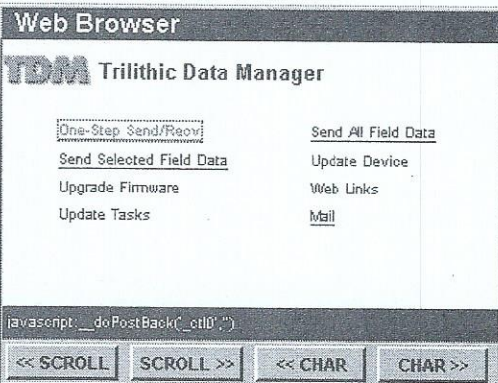 Web Browser
TDM Trilithic Data Manager
One-Step Send/Recv
Send All Field Data
Send Selected Field Data
Update Device
Upgrade Firmware
Web Links
Update Tasks
Mail
javascript:__doPostBack('_ctl0','')
<< SCROLL
SCROLL >>
<< CHAR
CHAR >>